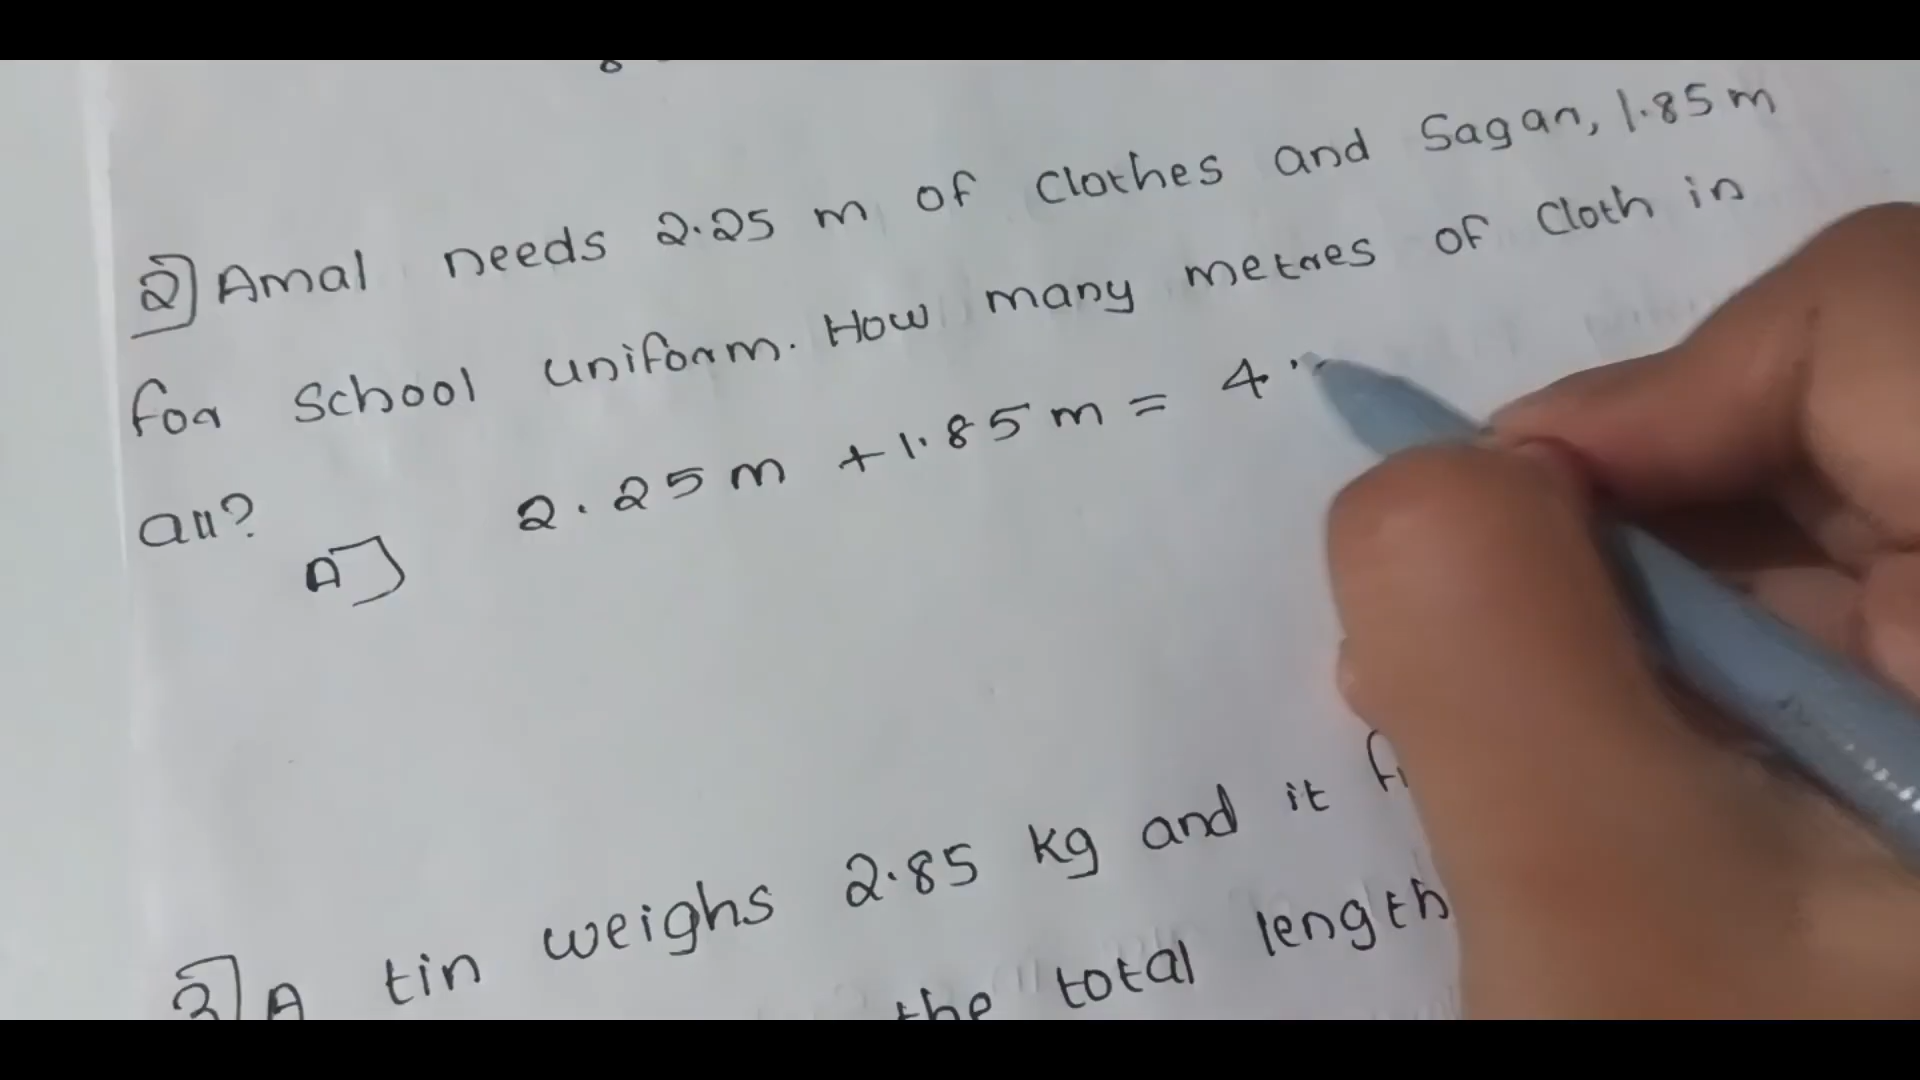 2] Amal needs 2.25 m of Clothes and Sagar, 1.85 m
for School uniform. How many metres of Cloth in
all?
A] 2.25 m + 1.85 m = 4.
3] A tin weighs 2.85 kg and it
the total length